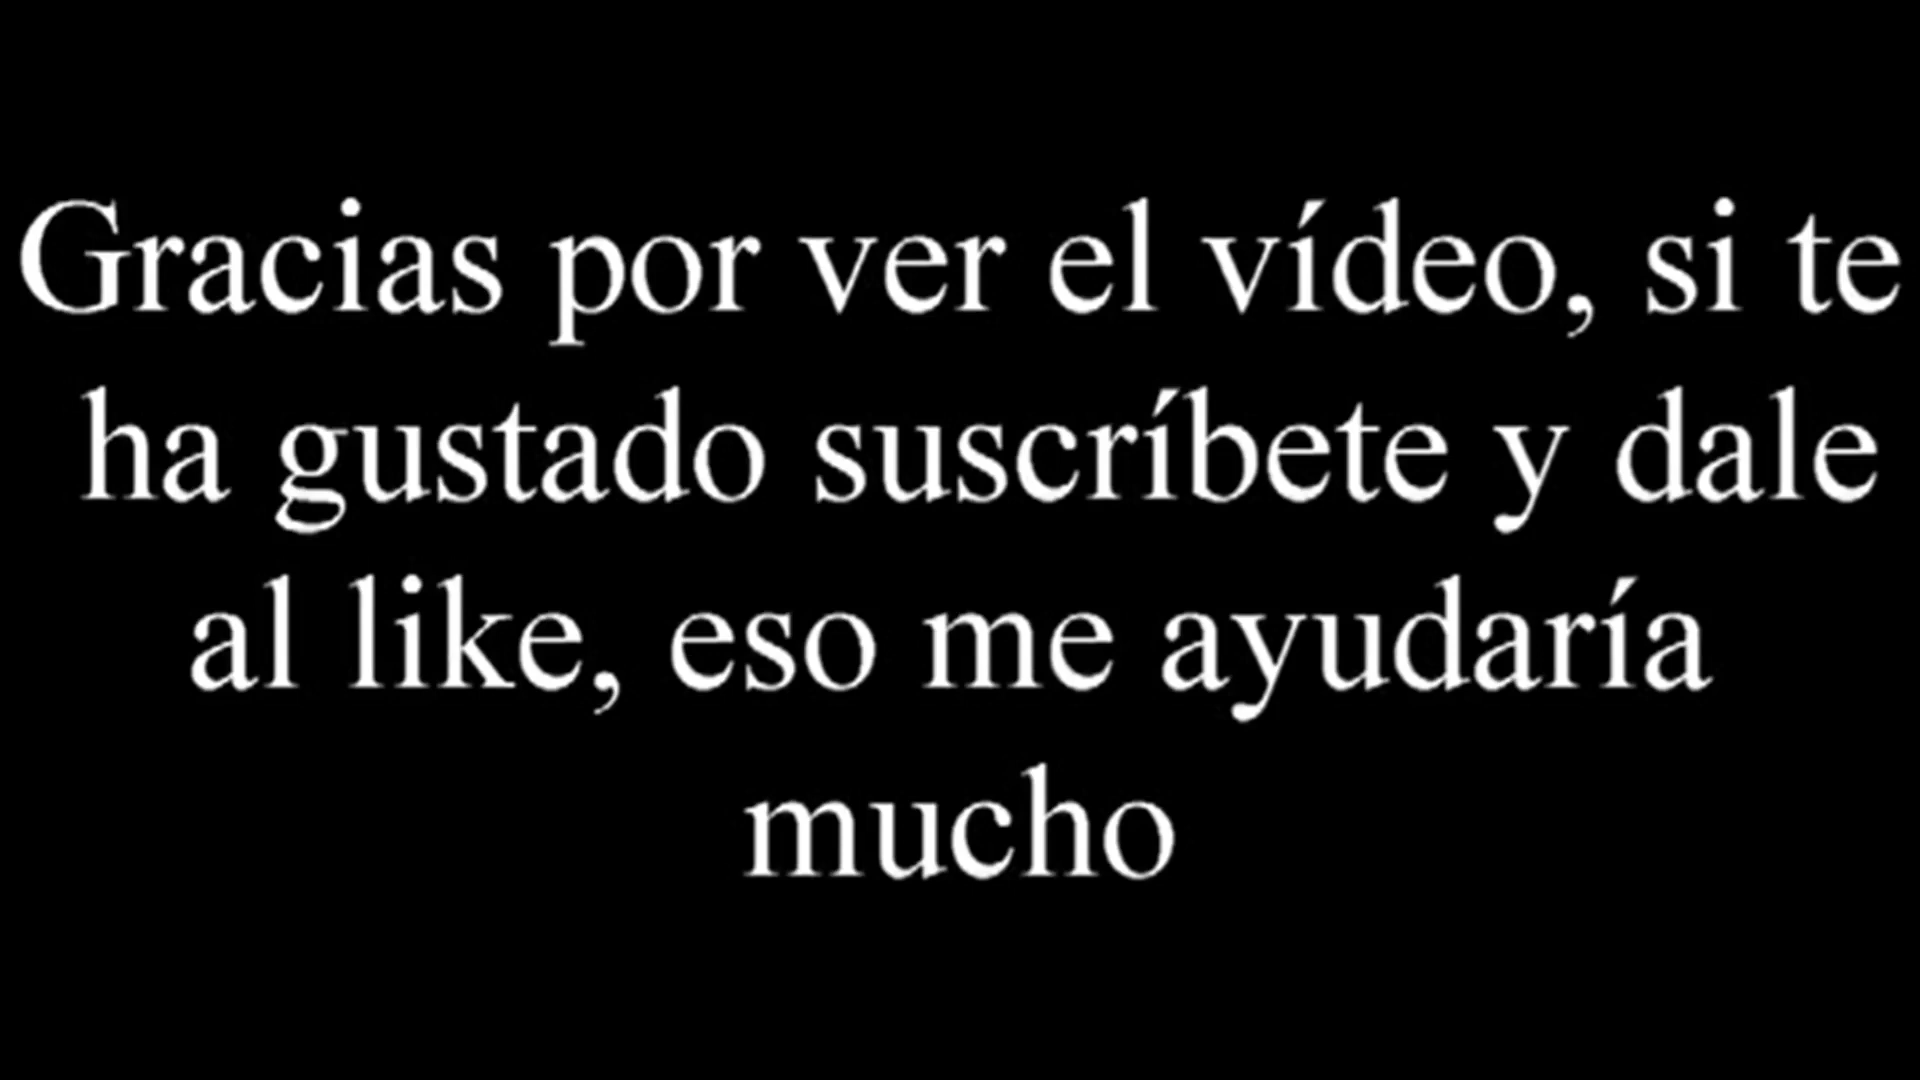 Gracias por ver el vídeo, si te
ha gustado suscríbete y dale
al like, eso me ayudaría
mucho